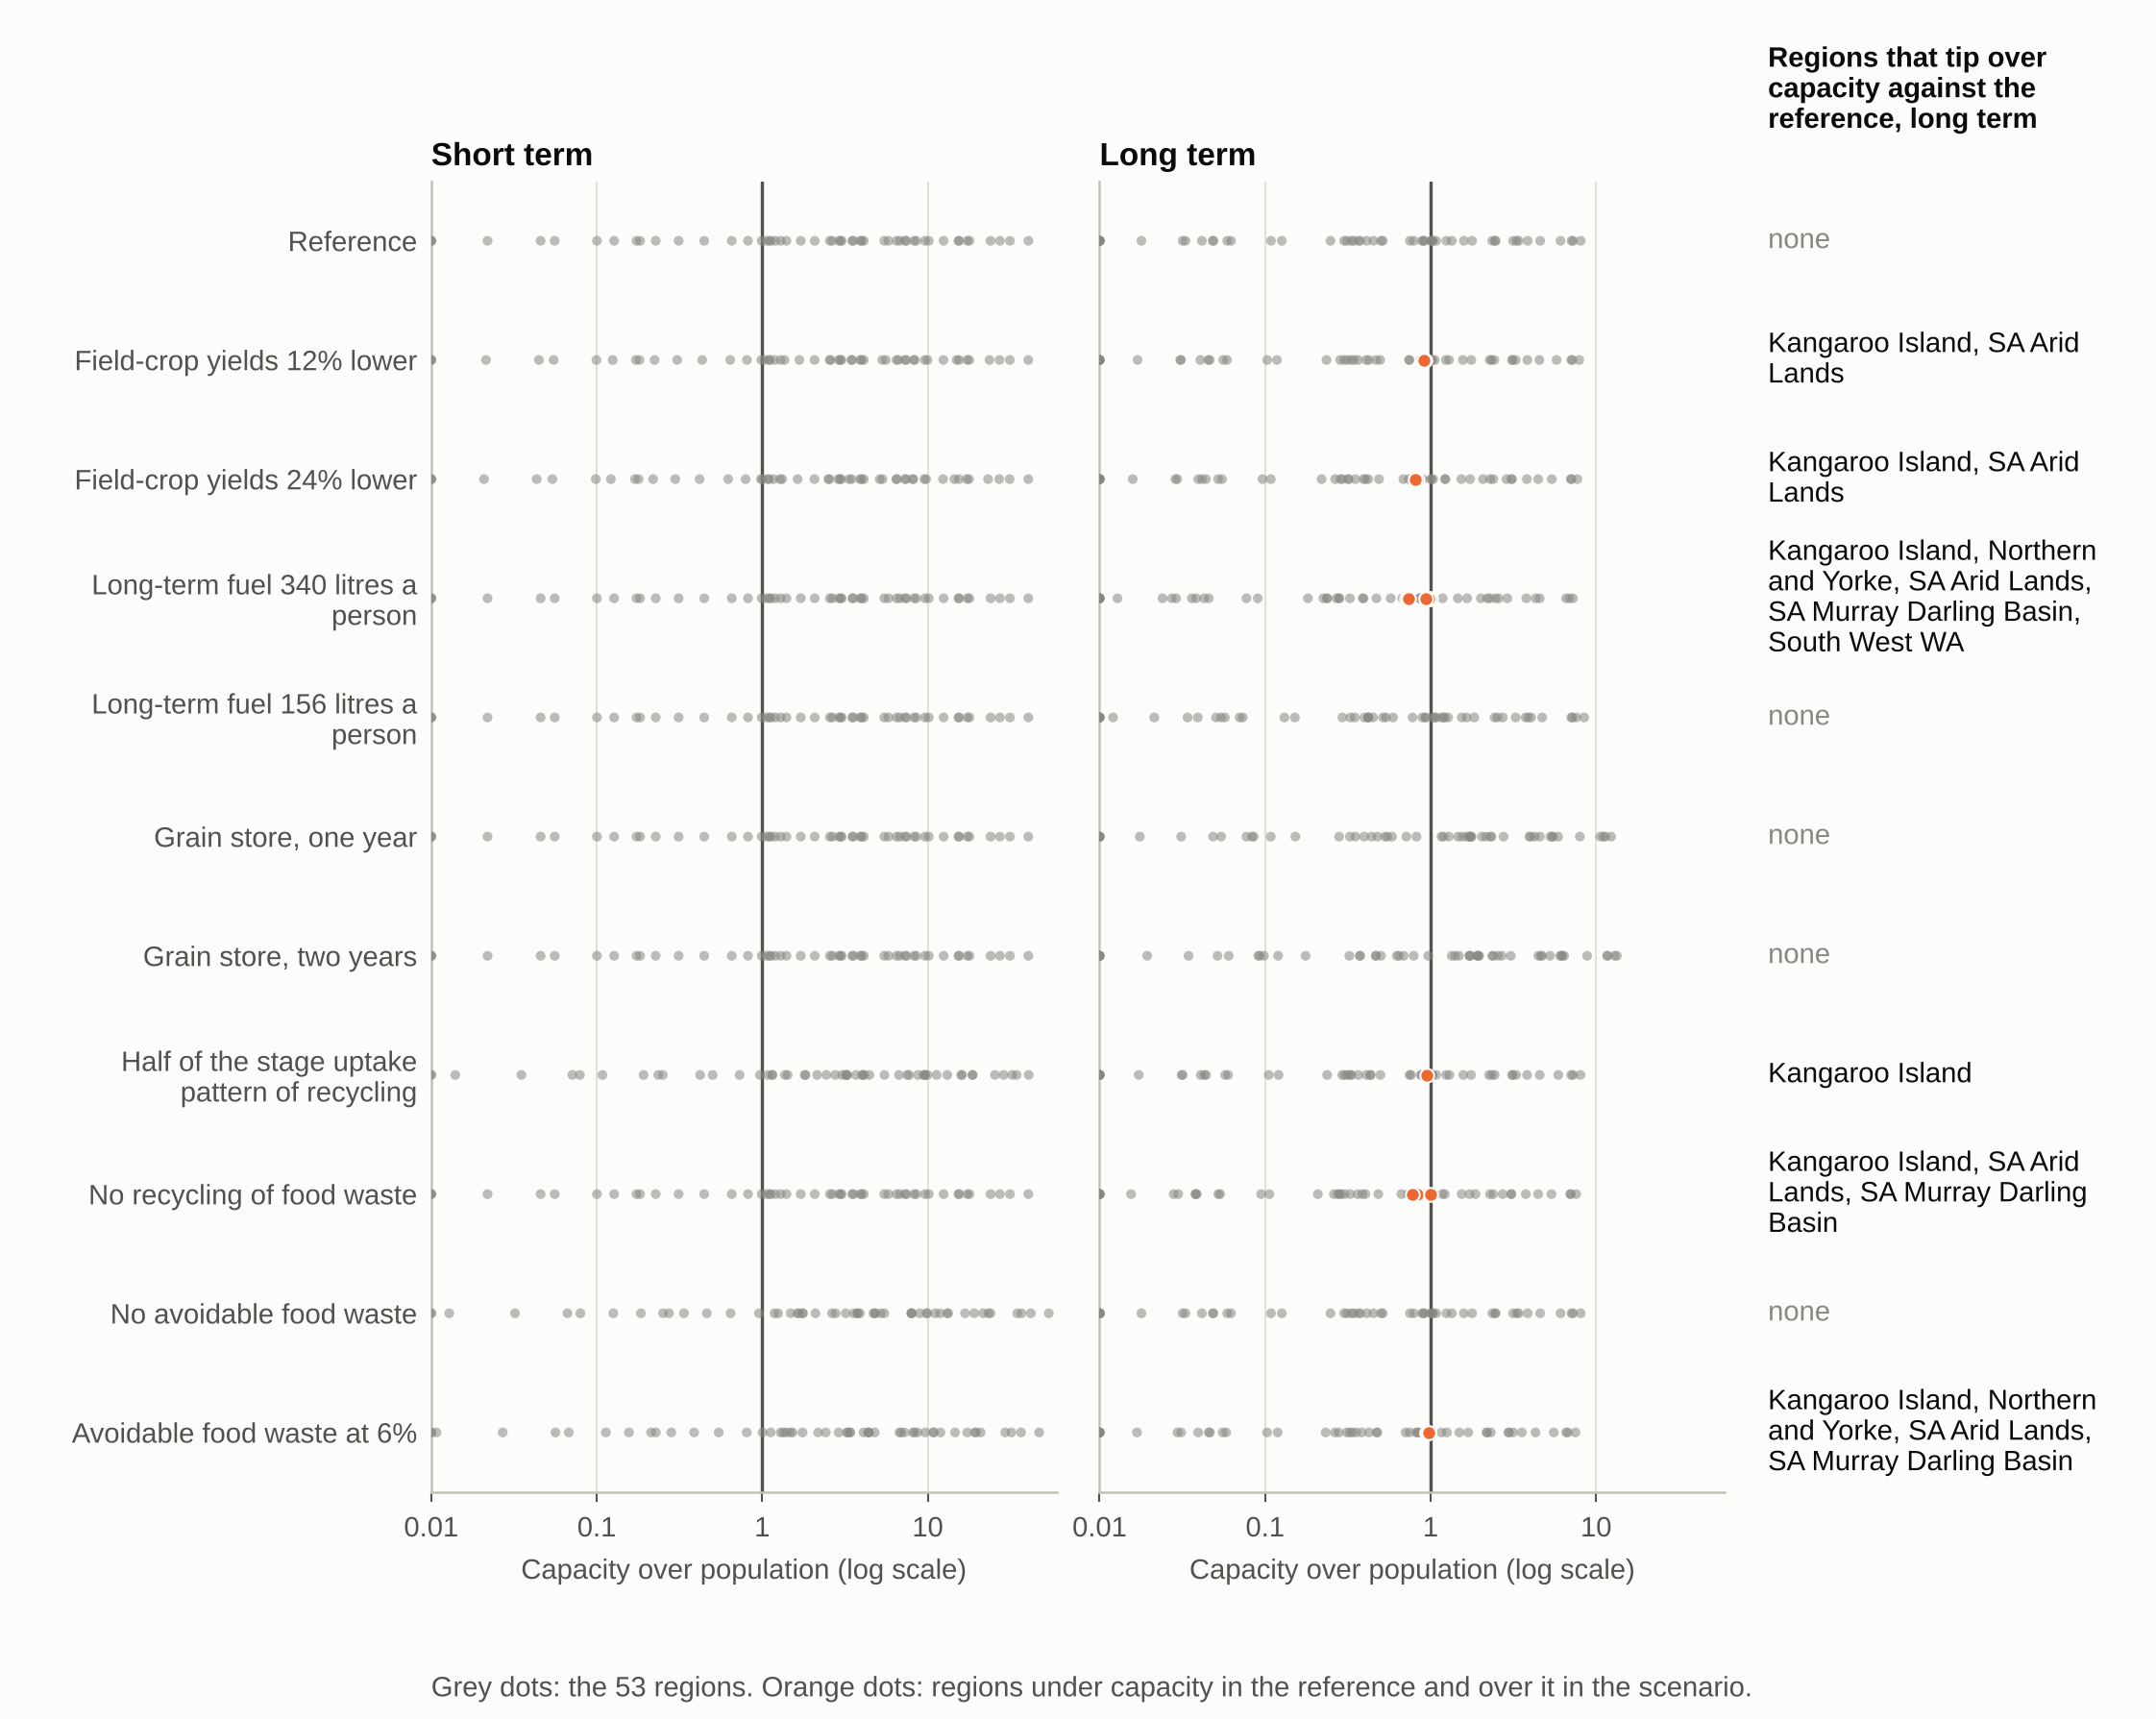 Regions that tip over
capacity against the
reference, long term
Short term
Long term
Reference
none
Field-crop yields 12% lower
Kangaroo Island, SA Arid
Lands
Field-crop yields 24% lower
Kangaroo Island, SA Arid
Lands
Long-term fuel 340 litres a
person
Kangaroo Island, Northern
and Yorke, SA Arid Lands,
SA Murray Darling Basin,
South West WA
Long-term fuel 156 litres a
person
none
Grain store, one year
none
Grain store, two years
none
Half of the stage uptake
pattern of recycling
Kangaroo Island
No recycling of food waste
Kangaroo Island, SA Arid
Lands, SA Murray Darling
Basin
No avoidable food waste
none
Avoidable food waste at 6%
Kangaroo Island, Northern
and Yorke, SA Arid Lands,
SA Murray Darling Basin
0.01 0.1 1 10
0.01 0.1 1 10
Capacity over population (log scale)
Capacity over population (log scale)
Grey dots: the 53 regions. Orange dots: regions under capacity in the reference and over it in the scenario.